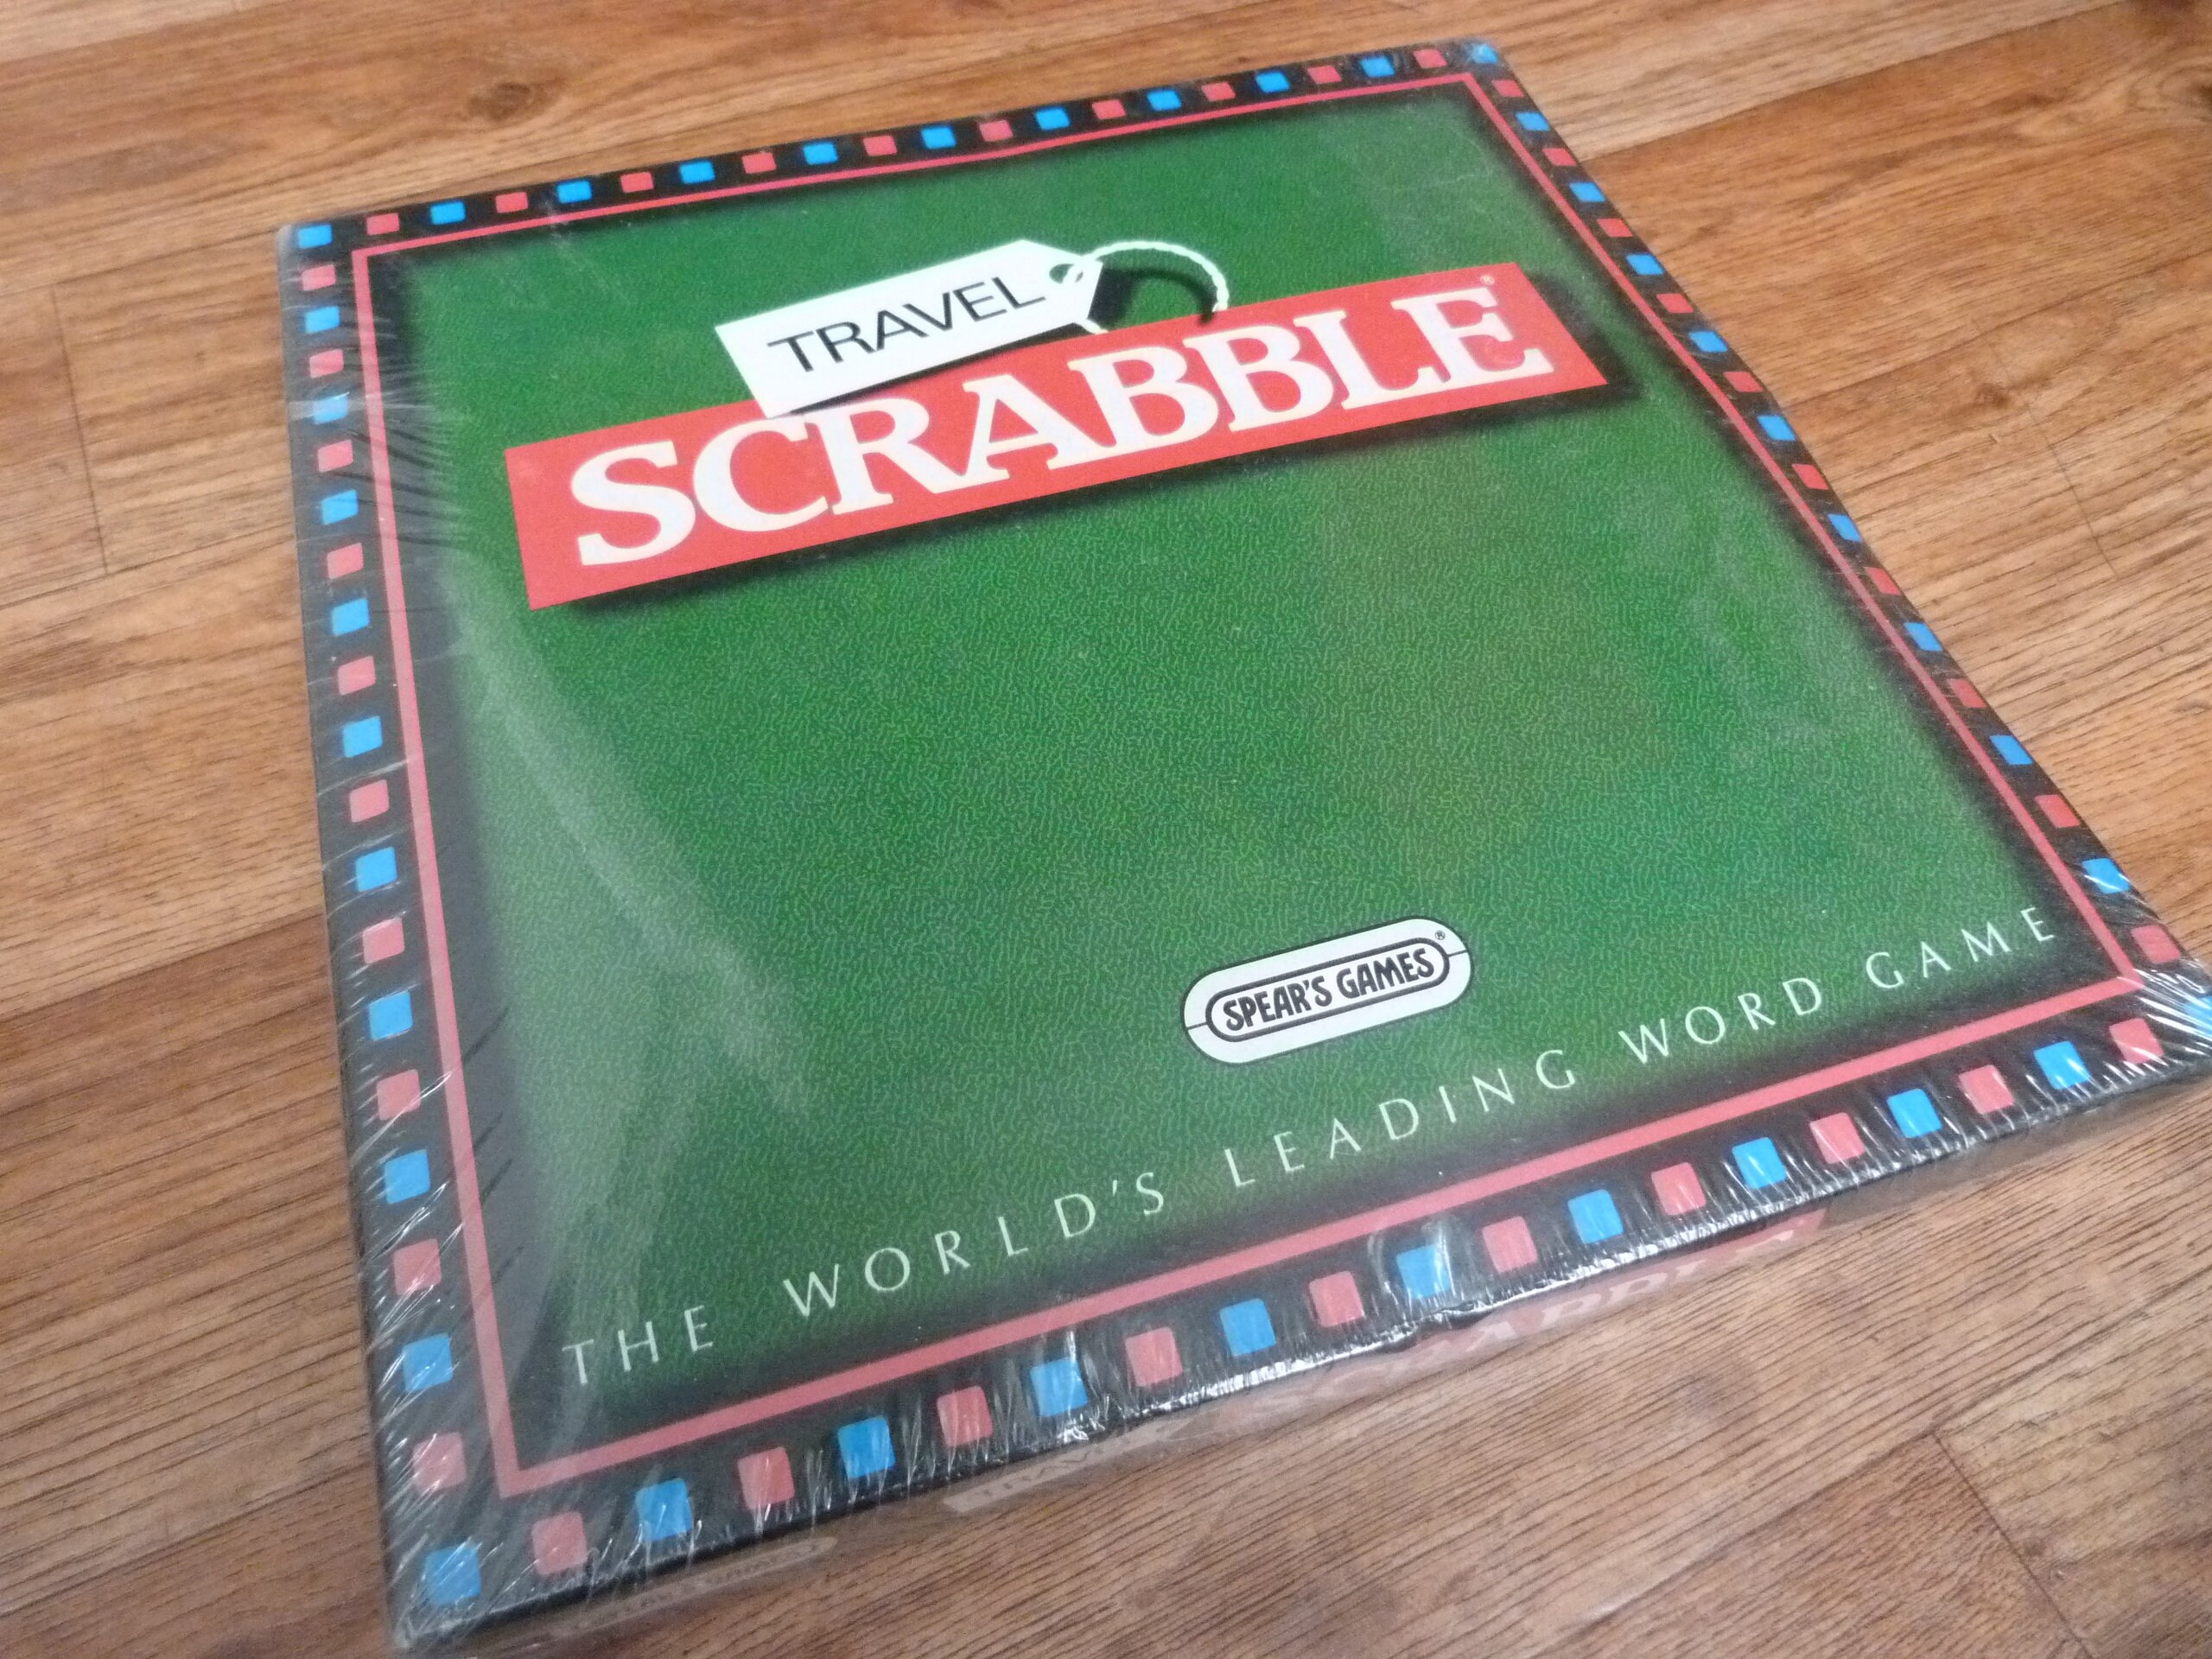 TRAVEL
SCRABBLE®
SPEAR'S GAMES®
THE WORLD'S LEADING WORD GAME